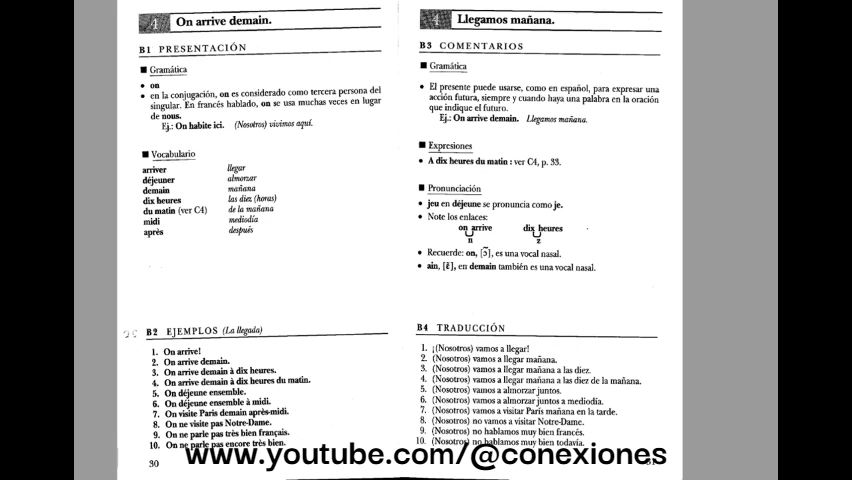 4 On arrive demain.
B1 PRESENTACIÓN
■ Gramática
• on
• en la conjugación, on es considerado como tercera persona del
singular. En francés hablado, on se usa muchas veces en lugar
de nous.
Ej.: On habite ici. (Nosotros) vivimos aquí.
■ Vocabulario
arriver llegar
déjeuner almorzar
demain mañana
dix heures las diez (horas)
du matin (ver C4) de la mañana
midi mediodía
après después
B2 EJEMPLOS (La llegada)
1. On arrive!
2. On arrive demain.
3. On arrive demain à dix heures.
4. On arrive demain à dix heures du matin.
5. On déjeune ensemble.
6. On déjeune ensemble à midi.
7. On visite Paris demain après-midi.
8. On ne visite pas Notre-Dame.
9. On ne parle pas très bien français.
10. On ne parle pas encore très bien.
30
4 Llegamos mañana.
B3 COMENTARIOS
■ Gramática
• El presente puede usarse, como en español, para expresar una
acción futura, siempre y cuando haya una palabra en la oración
que indique el futuro.
Ej.: On arrive demain. Llegamos mañana.
■ Expresiones
• A dix heures du matin : ver C4, p. 33.
■ Pronunciación
• jeu en déjeune se pronuncia como je.
• Note los enlaces:
on arrive dix heures
n z
• Recuerde: on, [ɔ̃], es una vocal nasal.
• ain, [ɛ̃], en demain también es una vocal nasal.
B4 TRADUCCIÓN
1. ¡(Nosotros) vamos a llegar!
2. (Nosotros) vamos a llegar mañana.
3. (Nosotros) vamos a llegar mañana a las diez.
4. (Nosotros) vamos a llegar mañana a las diez de la mañana.
5. (Nosotros) vamos a almorzar juntos.
6. (Nosotros) vamos a almorzar juntos a mediodía.
7. (Nosotros) vamos a visitar París mañana en la tarde.
8. (Nosotros) no vamos a visitar Notre-Dame.
9. (Nosotros) no hablamos muy bien francés.
10. (Nosotros) no hablamos muy bien todavía.
www.youtube.com/@conexiones